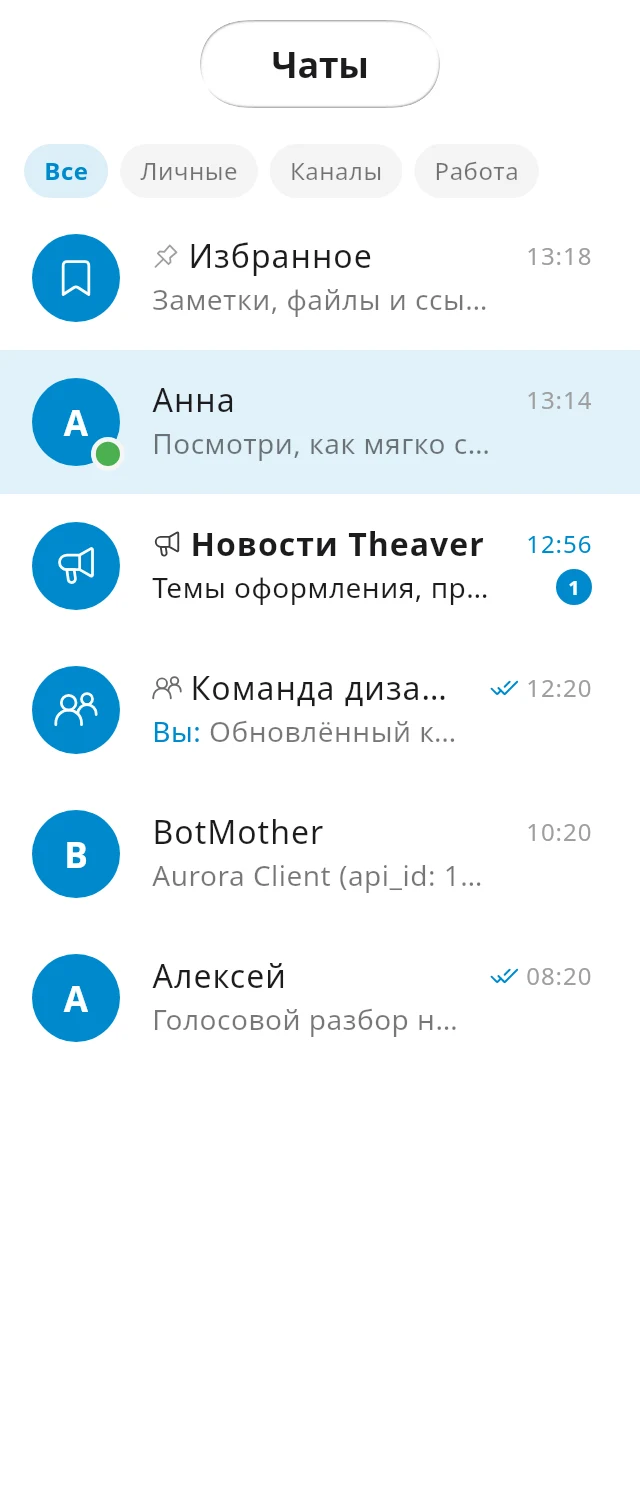 Чаты
Все Личные Каналы Работа
Избранное 13:18
Заметки, файлы и ссы...
А Анна 13:14
Посмотри, как мягко с...
Новости Theaver 12:56
Темы оформления, пр... 1
Команда диза... 12:20
Вы: Обновлённый к...
B BotMother 10:20
Aurora Client (api_id: 1...
А Алексей 08:20
Голосовой разбор н...